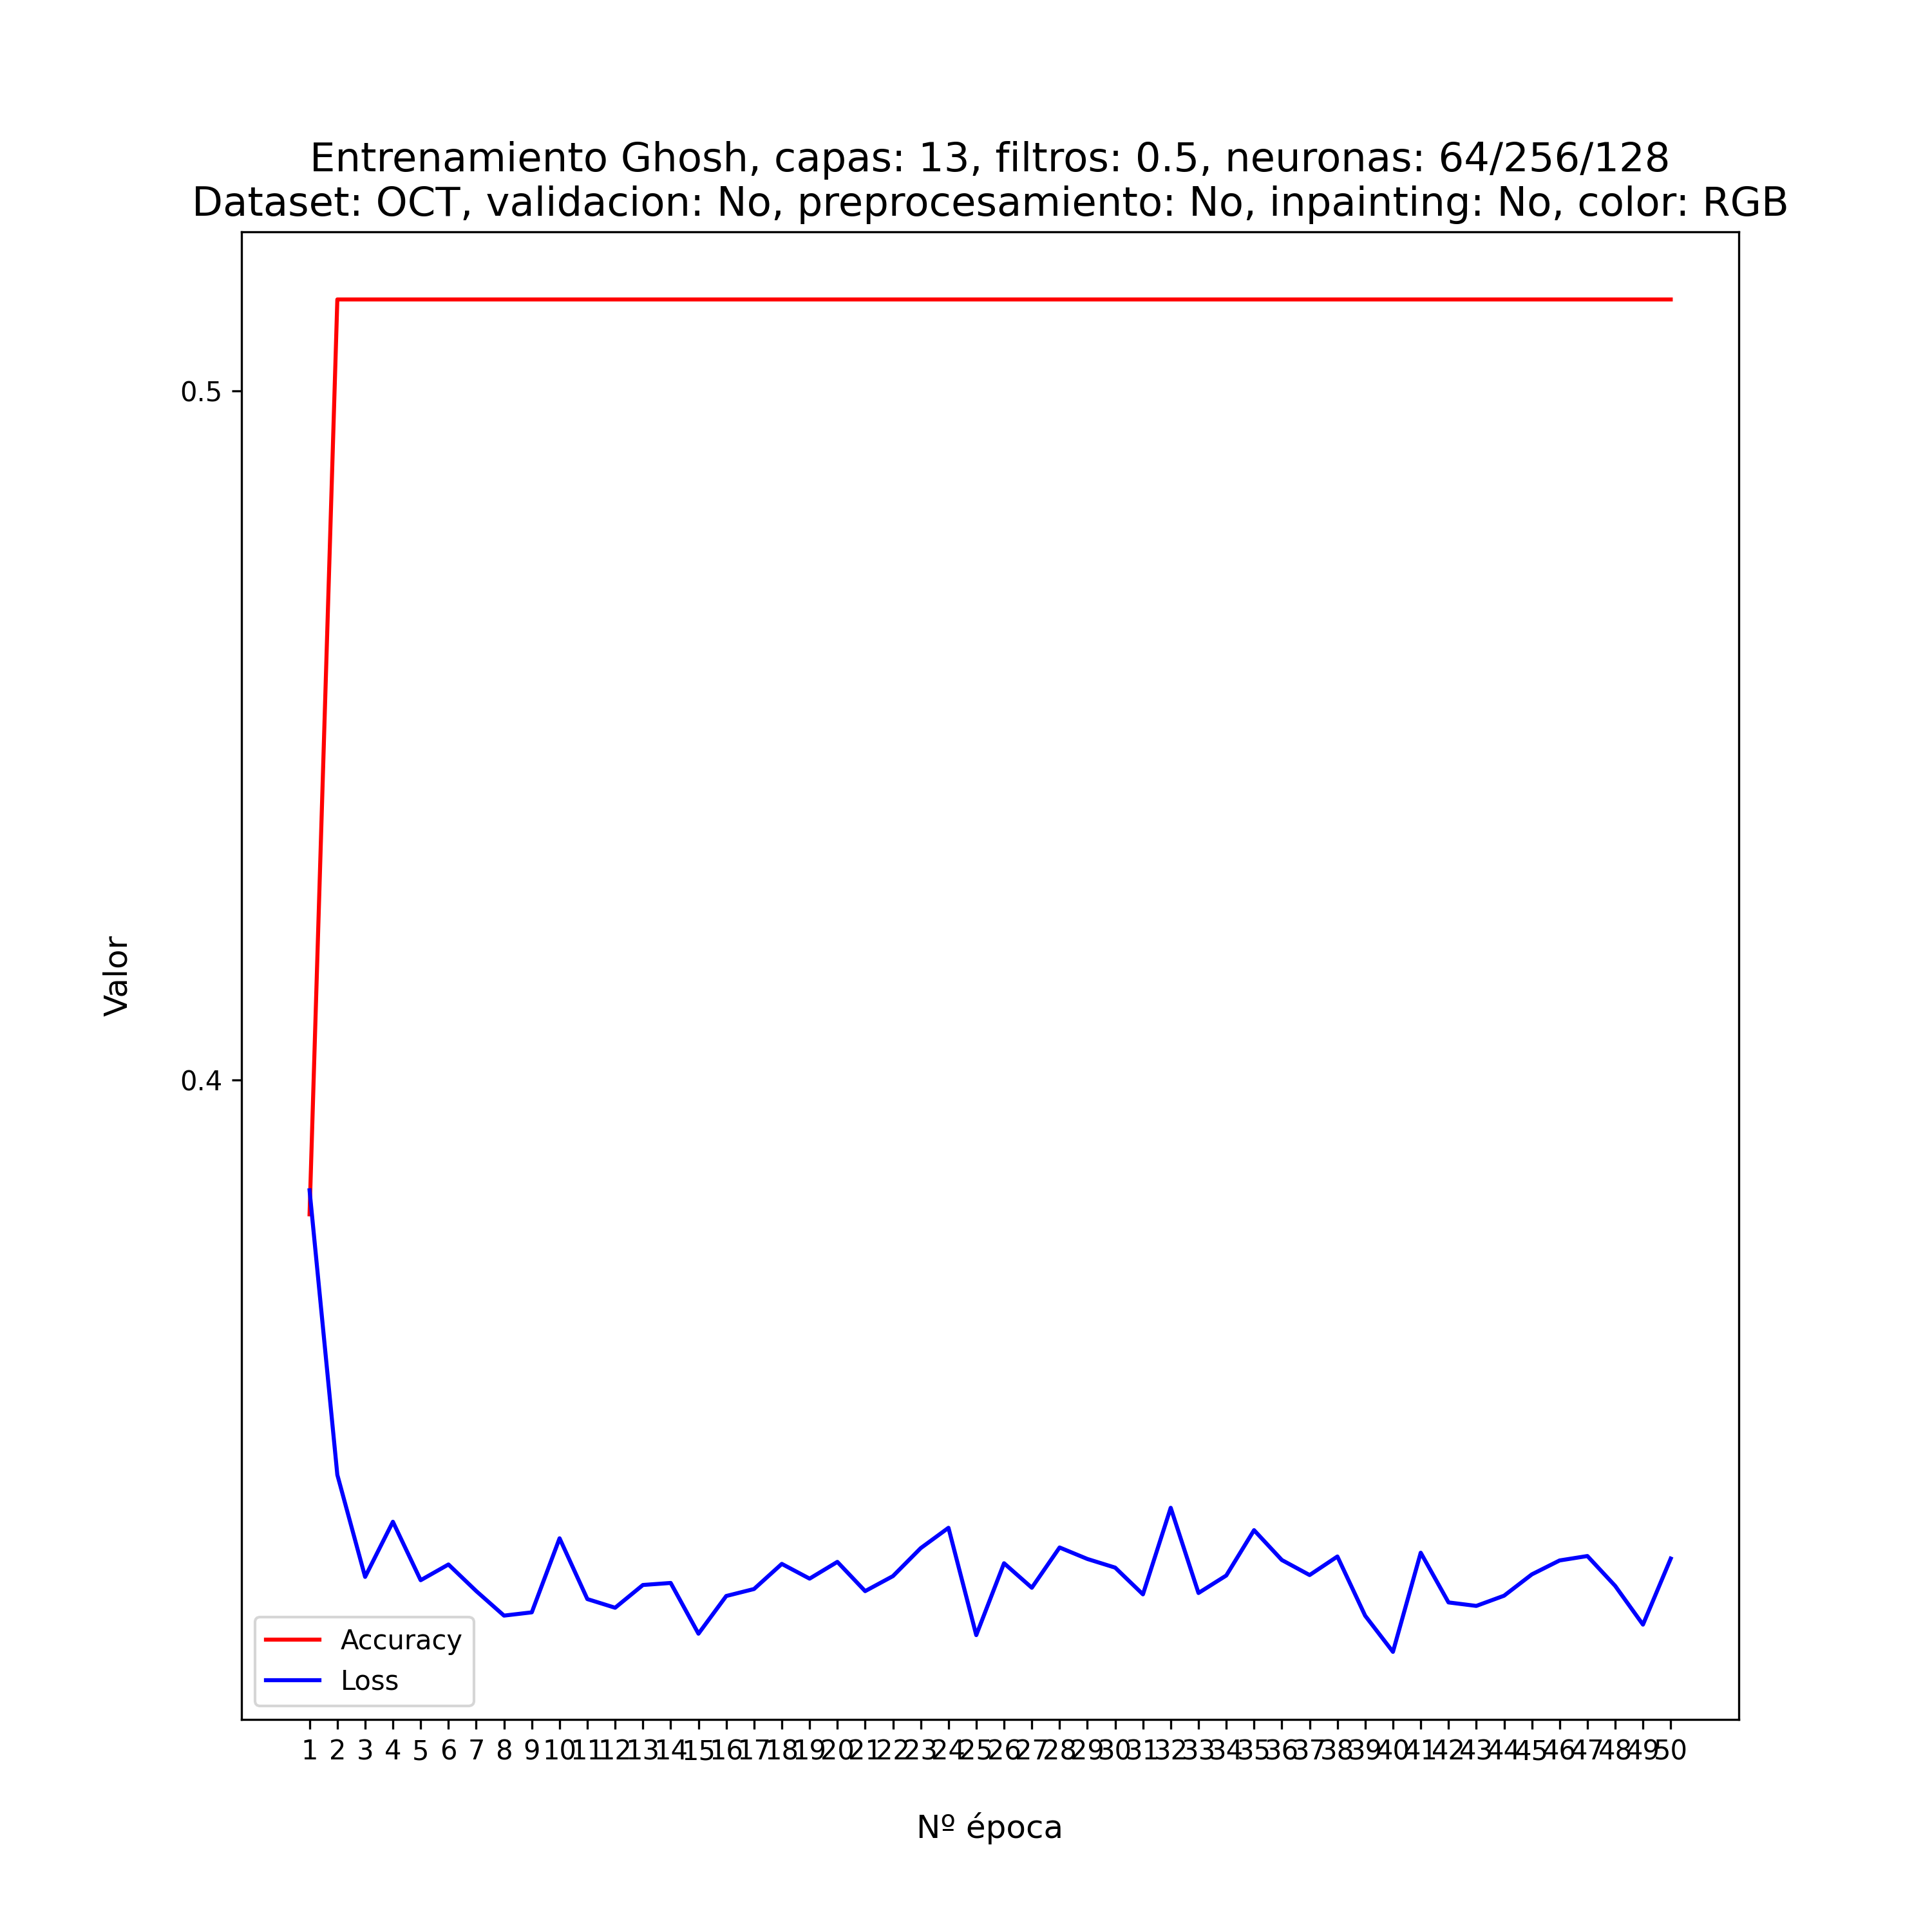 Entrenamiento Ghosh, capas: 13, filtros: 0.5, neuronas: 64/256/128
Dataset: OCT, validacion: No, preprocesamiento: No, inpainting: No, color: RGB
0.5
0.4
Valor
Accuracy
Loss
1 2 3 4 5 6 7 8 9 10 11 12 13 14 15 16 17 18 19 20 21 22 23 24 25 26 27 28 29 30 31 32 33 34 35 36 37 38 39 40 41 42 43 44 45 46 47 48 49 50
Nº época